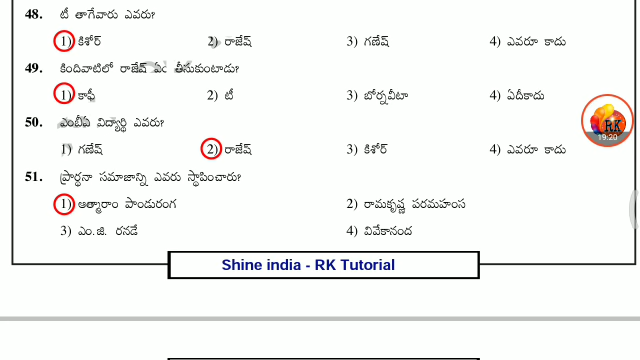 48. టీ తాగేవారు ఎవరు?
1) కిశోర్ 2) రాజేష్ 3) గణేష్ 4) ఎవరూ కాదు
49. కిందివాటిలో రాజేష్ ఏం తీసుకుంటాడు?
1) కాఫీ 2) టీ 3) బోర్నవీటా 4) ఏదీకాదు
50. ఎంబీఏ విద్యార్థి ఎవరు?
1) గణేష్ 2) రాజేష్ 3) కిశోర్ 4) ఎవరూ కాదు
RK
19:20
51. ప్రార్థనా సమాజాన్ని ఎవరు స్థాపించారు?
1) ఆత్మారాం పాండురంగ 2) రామకృష్ణ పరమహంస
3) ఎం.జి. రనడే 4) వివేకానంద
Shine india - RK Tutorial